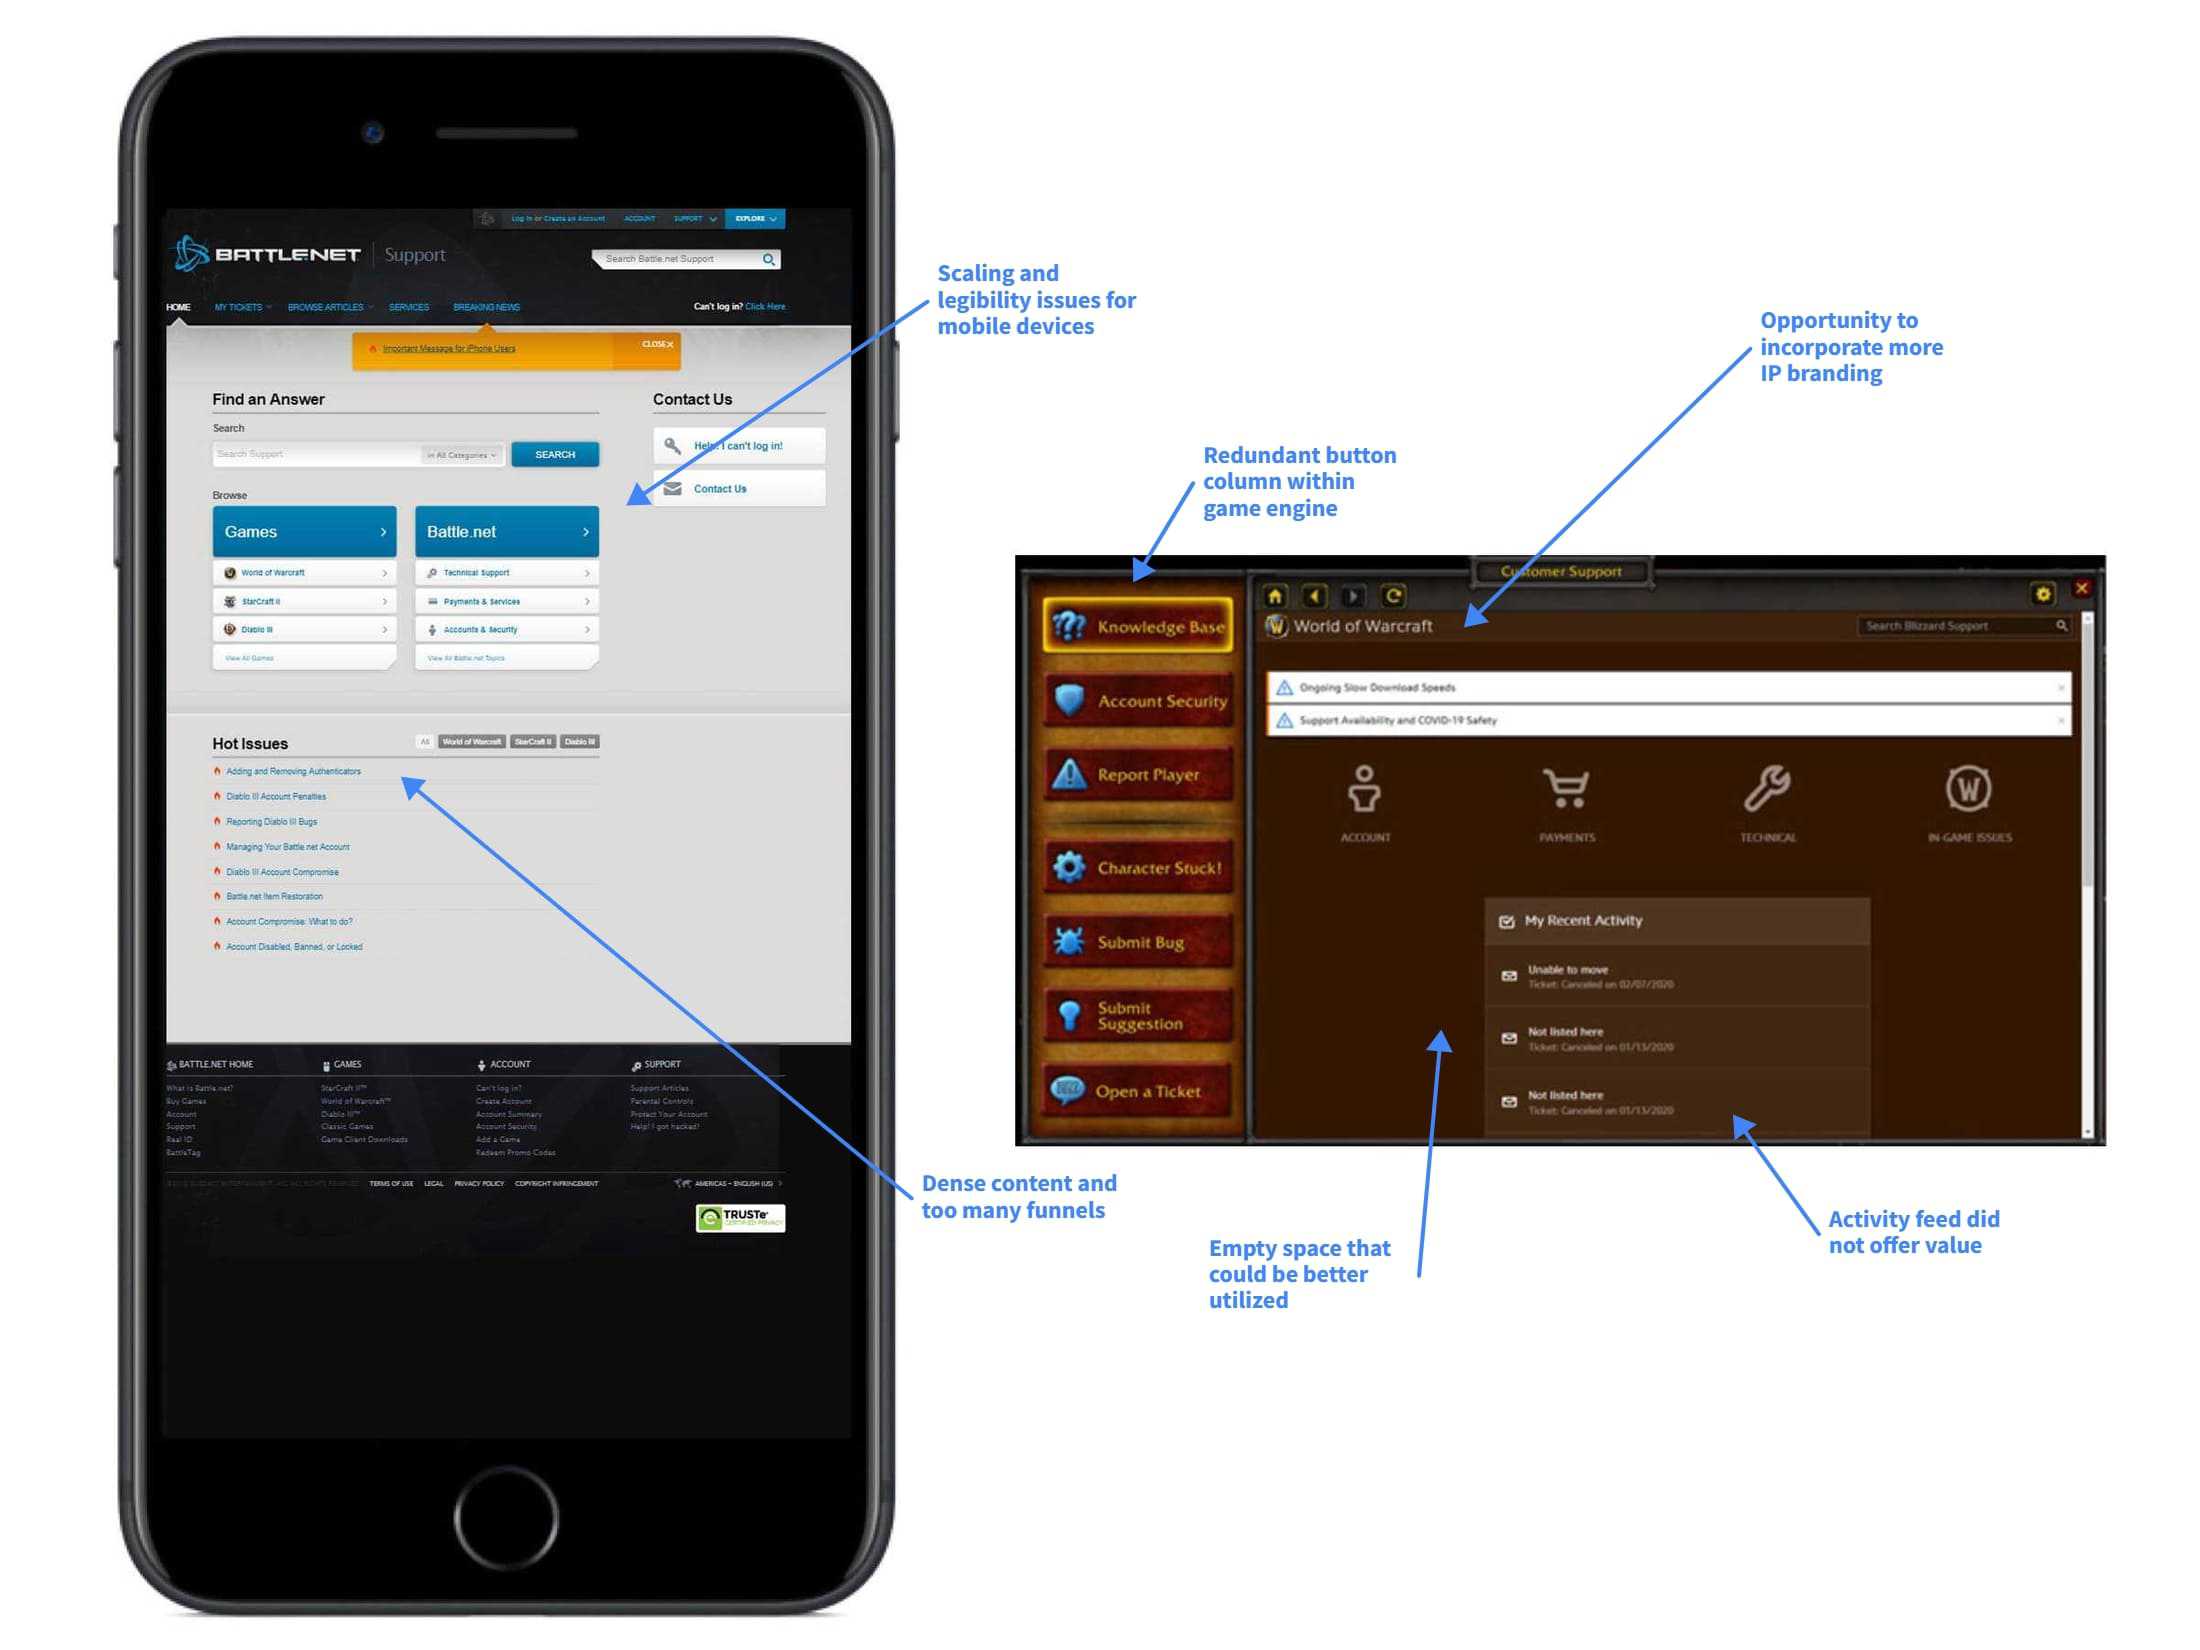 Log In or Create an Account
ACCOUNT
SUPPORT
EXPLORE
BATTLE.NET
Support
Search Battle.net Support
HOME
MY TICKETS
BROWSE ARTICLES
SERVICES
BREAKING NEWS
Can't log in? Click Here
Important Message for iPhone Users
CLOSE X
Find an Answer
Search
Search Support
in All Categories
SEARCH
Contact Us
Help! I can't log in!
Contact Us
Browse
Games
World of Warcraft
StarCraft II
Diablo III
View All Games
Battle.net
Technical Support
Payments & Services
Accounts & Security
View All Battle.net Topics
Hot Issues
All
World of Warcraft
StarCraft II
Diablo III
Adding and Removing Authenticators
Diablo III Account Penalties
Reporting Diablo III Bugs
Managing Your Battle.net Account
Diablo III Account Compromise
Battle.net Item Restoration
Account Compromise: What to do?
Account Disabled, Banned, or Locked
BATTLE.NET HOME
What is Battle.net?
Buy Games
Account
Support
Real ID
BattleTag
GAMES
StarCraft II™
World of Warcraft™
Diablo III™
Classic Games
Game Client Downloads
ACCOUNT
Can't log in?
Create Account
Account Summary
Account Security
Add a Game
Redeem Promo Codes
SUPPORT
Support Articles
Parental Controls
Protect Your Account
Help! I got hacked!
TERMS OF USE
LEGAL
PRIVACY POLICY
COPYRIGHT INFRINGEMENT
AMERICAS - ENGLISH (US)
TRUSTe
CERTIFIED PRIVACY
Scaling and
legibility issues for
mobile devices
Dense content and
too many funnels
Redundant button
column within
game engine
Opportunity to
incorporate more
IP branding
Customer Support
Knowledge Base
Account Security
Report Player
Character Stuck!
Submit Bug
Submit
Suggestion
Open a Ticket
World of Warcraft
Search Blizzard Support
Ongoing Slow Download Speeds
Support Availability and COVID-19 Safety
ACCOUNT
PAYMENTS
TECHNICAL
IN-GAME ISSUES
My Recent Activity
Unable to move
Ticket: Canceled on 02/07/2020
Not listed here
Ticket: Canceled on 01/13/2020
Not listed here
Ticket: Canceled on 01/13/2020
Empty space that
could be better
utilized
Activity feed did
not offer value